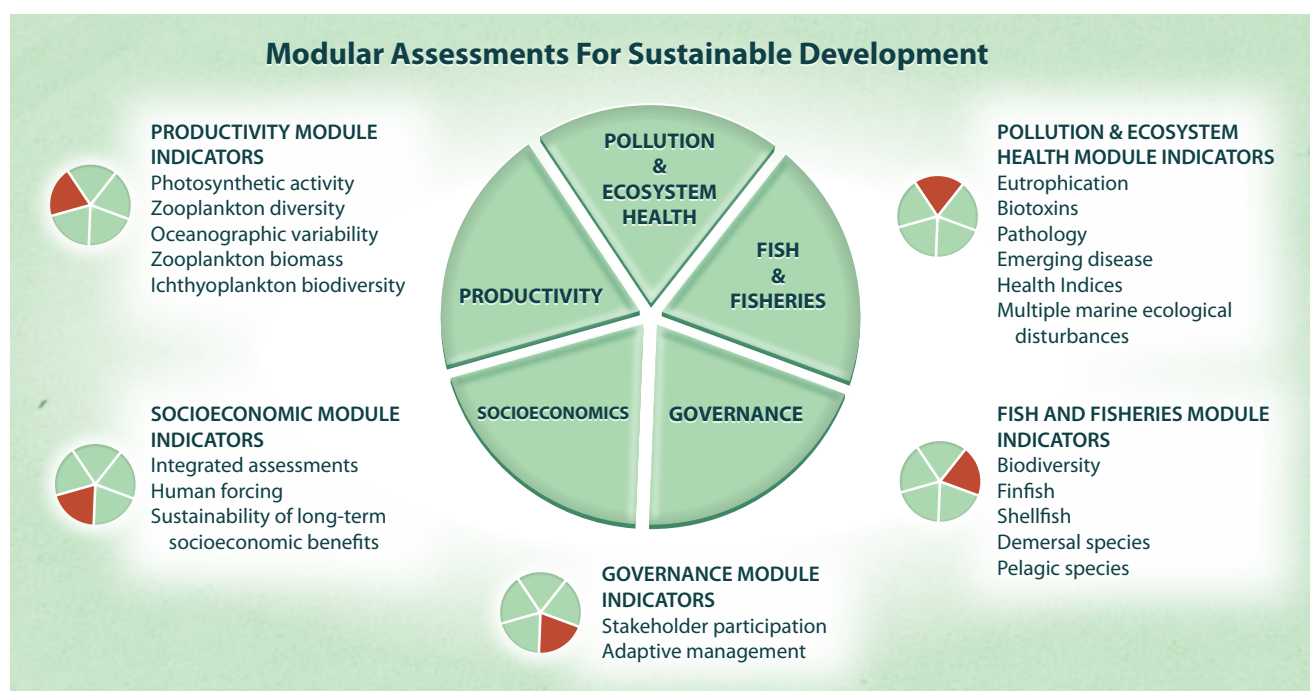 Modular Assessments For Sustainable Development
PRODUCTIVITY MODULE
INDICATORS
Photosynthetic activity
Zooplankton diversity
Oceanographic variability
Zooplankton biomass
Ichthyoplankton biodiversity
POLLUTION
&
ECOSYSTEM
HEALTH
FISH
&
FISHERIES
PRODUCTIVITY
SOCIOECONOMICS
GOVERNANCE
POLLUTION & ECOSYSTEM
HEALTH MODULE INDICATORS
Eutrophication
Biotoxins
Pathology
Emerging disease
Health Indices
Multiple marine ecological
disturbances
SOCIOECONOMIC MODULE
INDICATORS
Integrated assessments
Human forcing
Sustainability of long-term
socioeconomic benefits
FISH AND FISHERIES MODULE
INDICATORS
Biodiversity
Finfish
Shellfish
Demersal species
Pelagic species
GOVERNANCE MODULE
INDICATORS
Stakeholder participation
Adaptive management